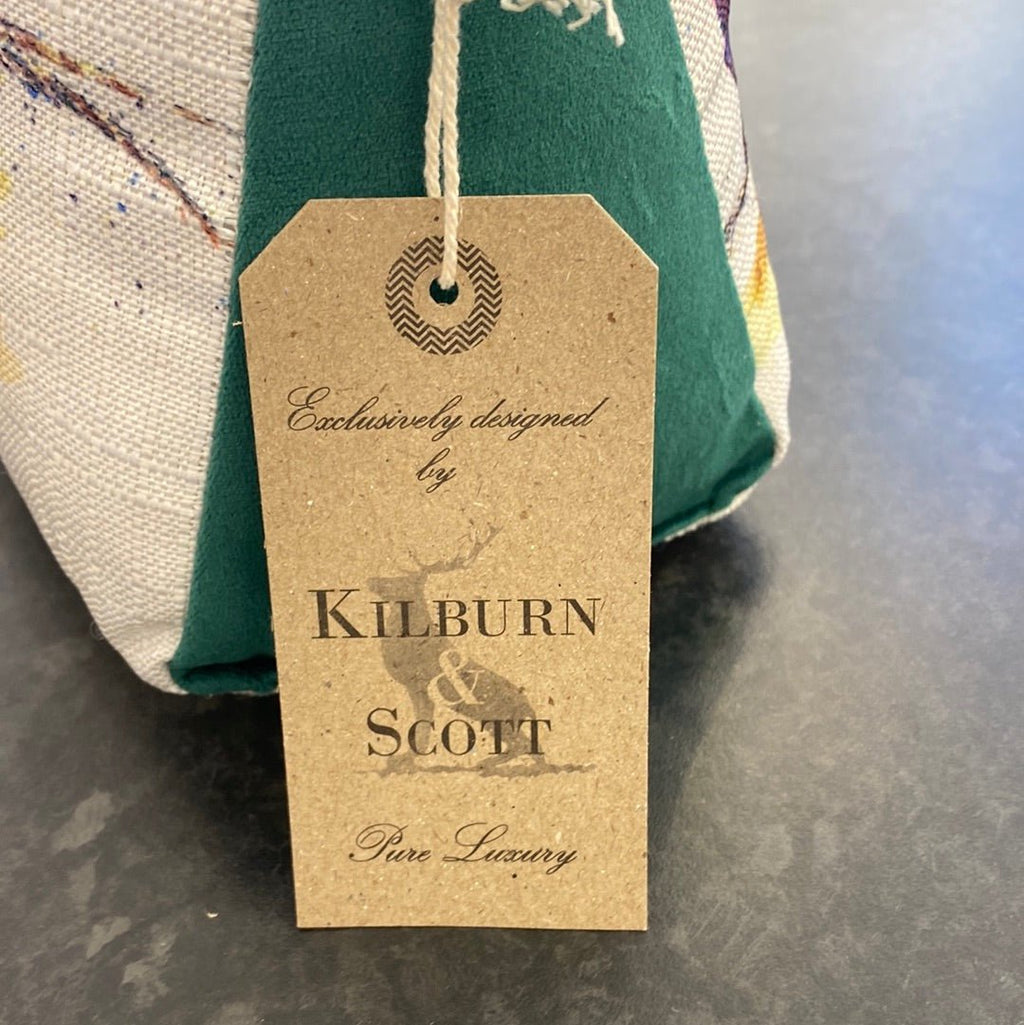 Exclusively designed
by
KILBURN
&
SCOTT
Pure Luxury